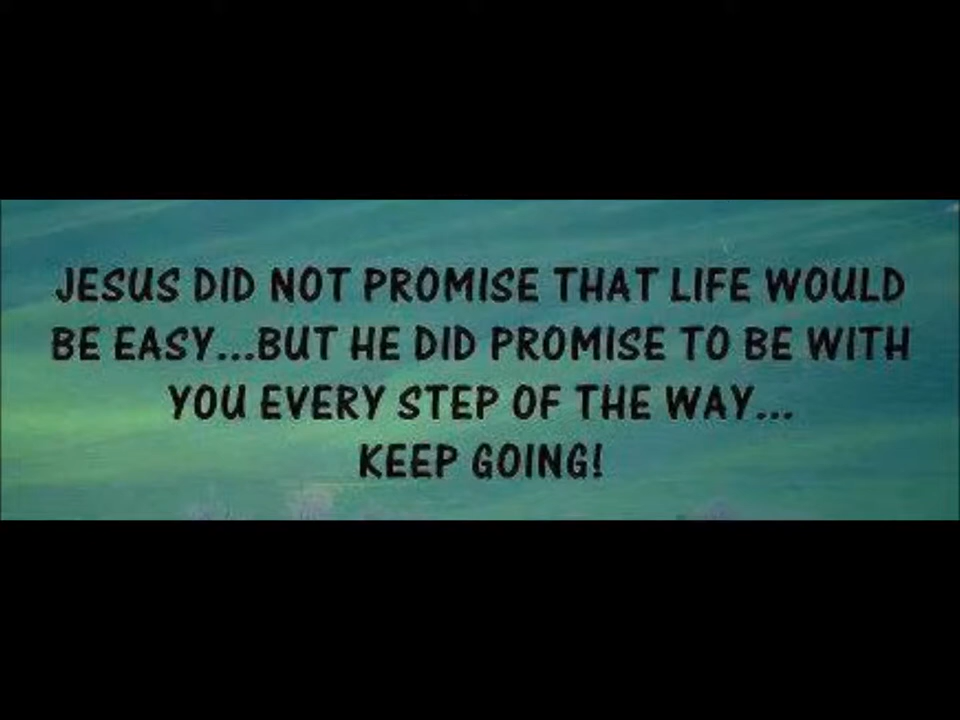 JESUS DID NOT PROMISE THAT LIFE WOULD
BE EASY...BUT HE DID PROMISE TO BE WITH
YOU EVERY STEP OF THE WAY...
KEEP GOING!